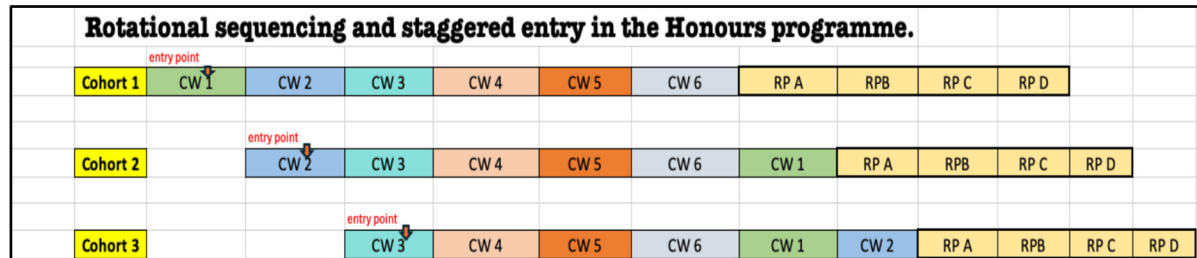 Rotational sequencing and staggered entry in the Honours programme.
entry point
Cohort 1 CW 1 CW 2 CW 3 CW 4 CW 5 CW 6 RP A RPB RP C RP D
entry point
Cohort 2 CW 2 CW 3 CW 4 CW 5 CW 6 CW 1 RP A RPB RP C RP D
entry point
Cohort 3 CW 3 CW 4 CW 5 CW 6 CW 1 CW 2 RP A RPB RP C RP D